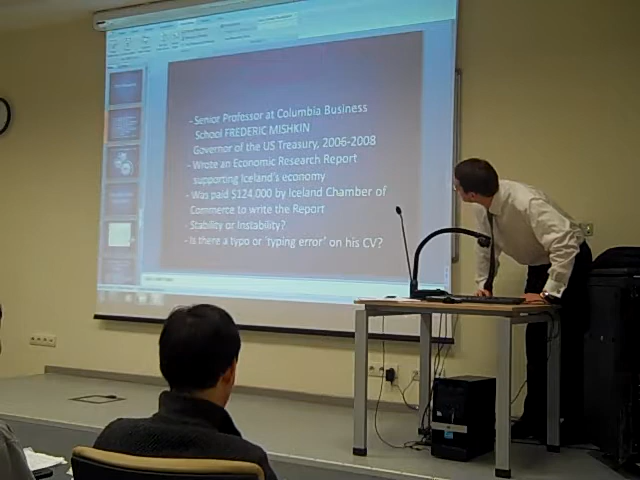 - Senior Professor at Columbia Business
School FREDERIC MISHKIN
Governor of the US Treasury, 2006-2008
- Wrote an Economic Research Report
supporting Iceland's economy
- Was paid $124.000 by Iceland Chamber of
Commerce to write the Report
- Stability or Instability?
- Is there a typo or 'typing error' on his CV?